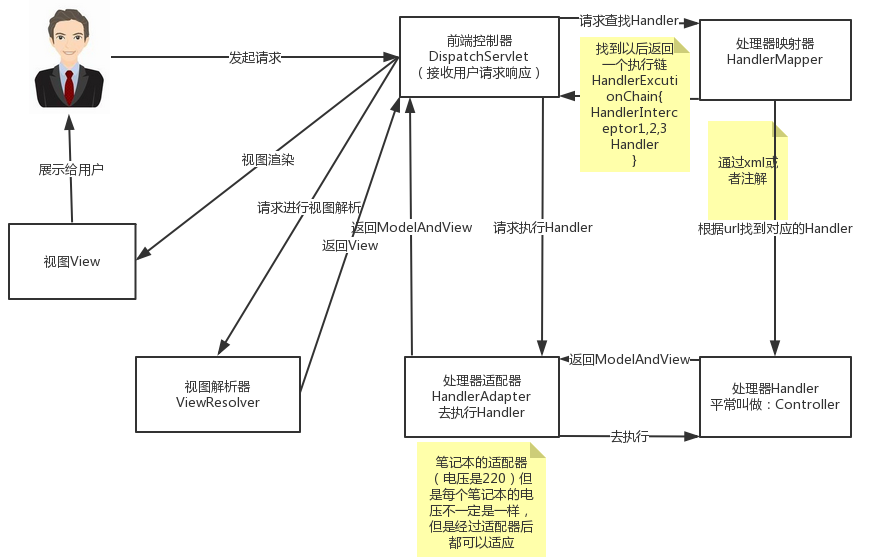 发起请求
前端控制器
DispatchServlet
（接收用户请求响应）
请求查找Handler
处理器映射器
HandlerMapper
找到以后返回
一个执行链
HandlerExcuti
onChain{
HandlerInterc
eptor1,2,3
Handler
}
通过xml或
者注解
展示给用户
视图渲染
请求进行视图解析
返回View
返回ModelAndView
请求执行Handler
根据url找到对应的Handler
视图View
视图解析器
ViewResolver
处理器适配器
HandlerAdapter
去执行Handler
返回ModelAndView
处理器Handler
平常叫做：Controller
去执行
笔记本的适配器
（电压是220）但
是每个笔记本的电
压不一定是一样，
但是经过适配器后
都可以适应